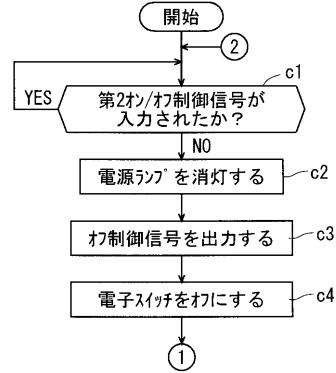 開始
②
c1
YES
第2ｵﾝ/ｵﾌ制御信号が
入力されたか？
NO
電源ﾗﾝﾌﾟを消灯する
c2
ｵﾌ制御信号を出力する
c3
電子ｽｲｯﾁをｵﾌにする
c4
①